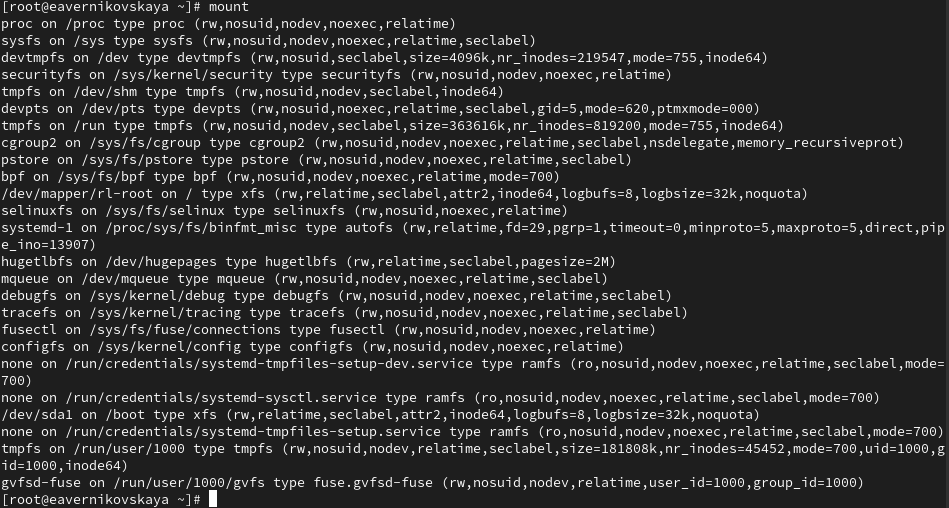 [root@eavernikovskaya ~]# mount
proc on /proc type proc (rw,nosuid,nodev,noexec,relatime)
sysfs on /sys type sysfs (rw,nosuid,nodev,noexec,relatime,seclabel)
devtmpfs on /dev type devtmpfs (rw,nosuid,seclabel,size=4096k,nr_inodes=219547,mode=755,inode64)
securityfs on /sys/kernel/security type securityfs (rw,nosuid,nodev,noexec,relatime)
tmpfs on /dev/shm type tmpfs (rw,nosuid,nodev,seclabel,inode64)
devpts on /dev/pts type devpts (rw,nosuid,noexec,relatime,seclabel,gid=5,mode=620,ptmxmode=000)
tmpfs on /run type tmpfs (rw,nosuid,nodev,seclabel,size=363616k,nr_inodes=819200,mode=755,inode64)
cgroup2 on /sys/fs/cgroup type cgroup2 (rw,nosuid,nodev,noexec,relatime,seclabel,nsdelegate,memory_recursiveprot)
pstore on /sys/fs/pstore type pstore (rw,nosuid,nodev,noexec,relatime,seclabel)
bpf on /sys/fs/bpf type bpf (rw,nosuid,nodev,noexec,relatime,mode=700)
/dev/mapper/rl-root on / type xfs (rw,relatime,seclabel,attr2,inode64,logbufs=8,logbsize=32k,noquota)
selinuxfs on /sys/fs/selinux type selinuxfs (rw,nosuid,noexec,relatime)
systemd-1 on /proc/sys/fs/binfmt_misc type autofs (rw,relatime,fd=29,pgrp=1,timeout=0,minproto=5,maxproto=5,direct,pip
e_ino=13907)
hugetlbfs on /dev/hugepages type hugetlbfs (rw,relatime,seclabel,pagesize=2M)
mqueue on /dev/mqueue type mqueue (rw,nosuid,nodev,noexec,relatime,seclabel)
debugfs on /sys/kernel/debug type debugfs (rw,nosuid,nodev,noexec,relatime,seclabel)
tracefs on /sys/kernel/tracing type tracefs (rw,nosuid,nodev,noexec,relatime,seclabel)
fusectl on /sys/fs/fuse/connections type fusectl (rw,nosuid,nodev,noexec,relatime)
configfs on /sys/kernel/config type configfs (rw,nosuid,nodev,noexec,relatime)
none on /run/credentials/systemd-tmpfiles-setup-dev.service type ramfs (ro,nosuid,nodev,noexec,relatime,seclabel,mode=
700)
none on /run/credentials/systemd-sysctl.service type ramfs (ro,nosuid,nodev,noexec,relatime,seclabel,mode=700)
/dev/sda1 on /boot type xfs (rw,relatime,seclabel,attr2,inode64,logbufs=8,logbsize=32k,noquota)
none on /run/credentials/systemd-tmpfiles-setup.service type ramfs (ro,nosuid,nodev,noexec,relatime,seclabel,mode=700)
tmpfs on /run/user/1000 type tmpfs (rw,nosuid,nodev,relatime,seclabel,size=181808k,nr_inodes=45452,mode=700,uid=1000,g
id=1000,inode64)
gvfsd-fuse on /run/user/1000/gvfs type fuse.gvfsd-fuse (rw,nosuid,nodev,relatime,user_id=1000,group_id=1000)
[root@eavernikovskaya ~]#